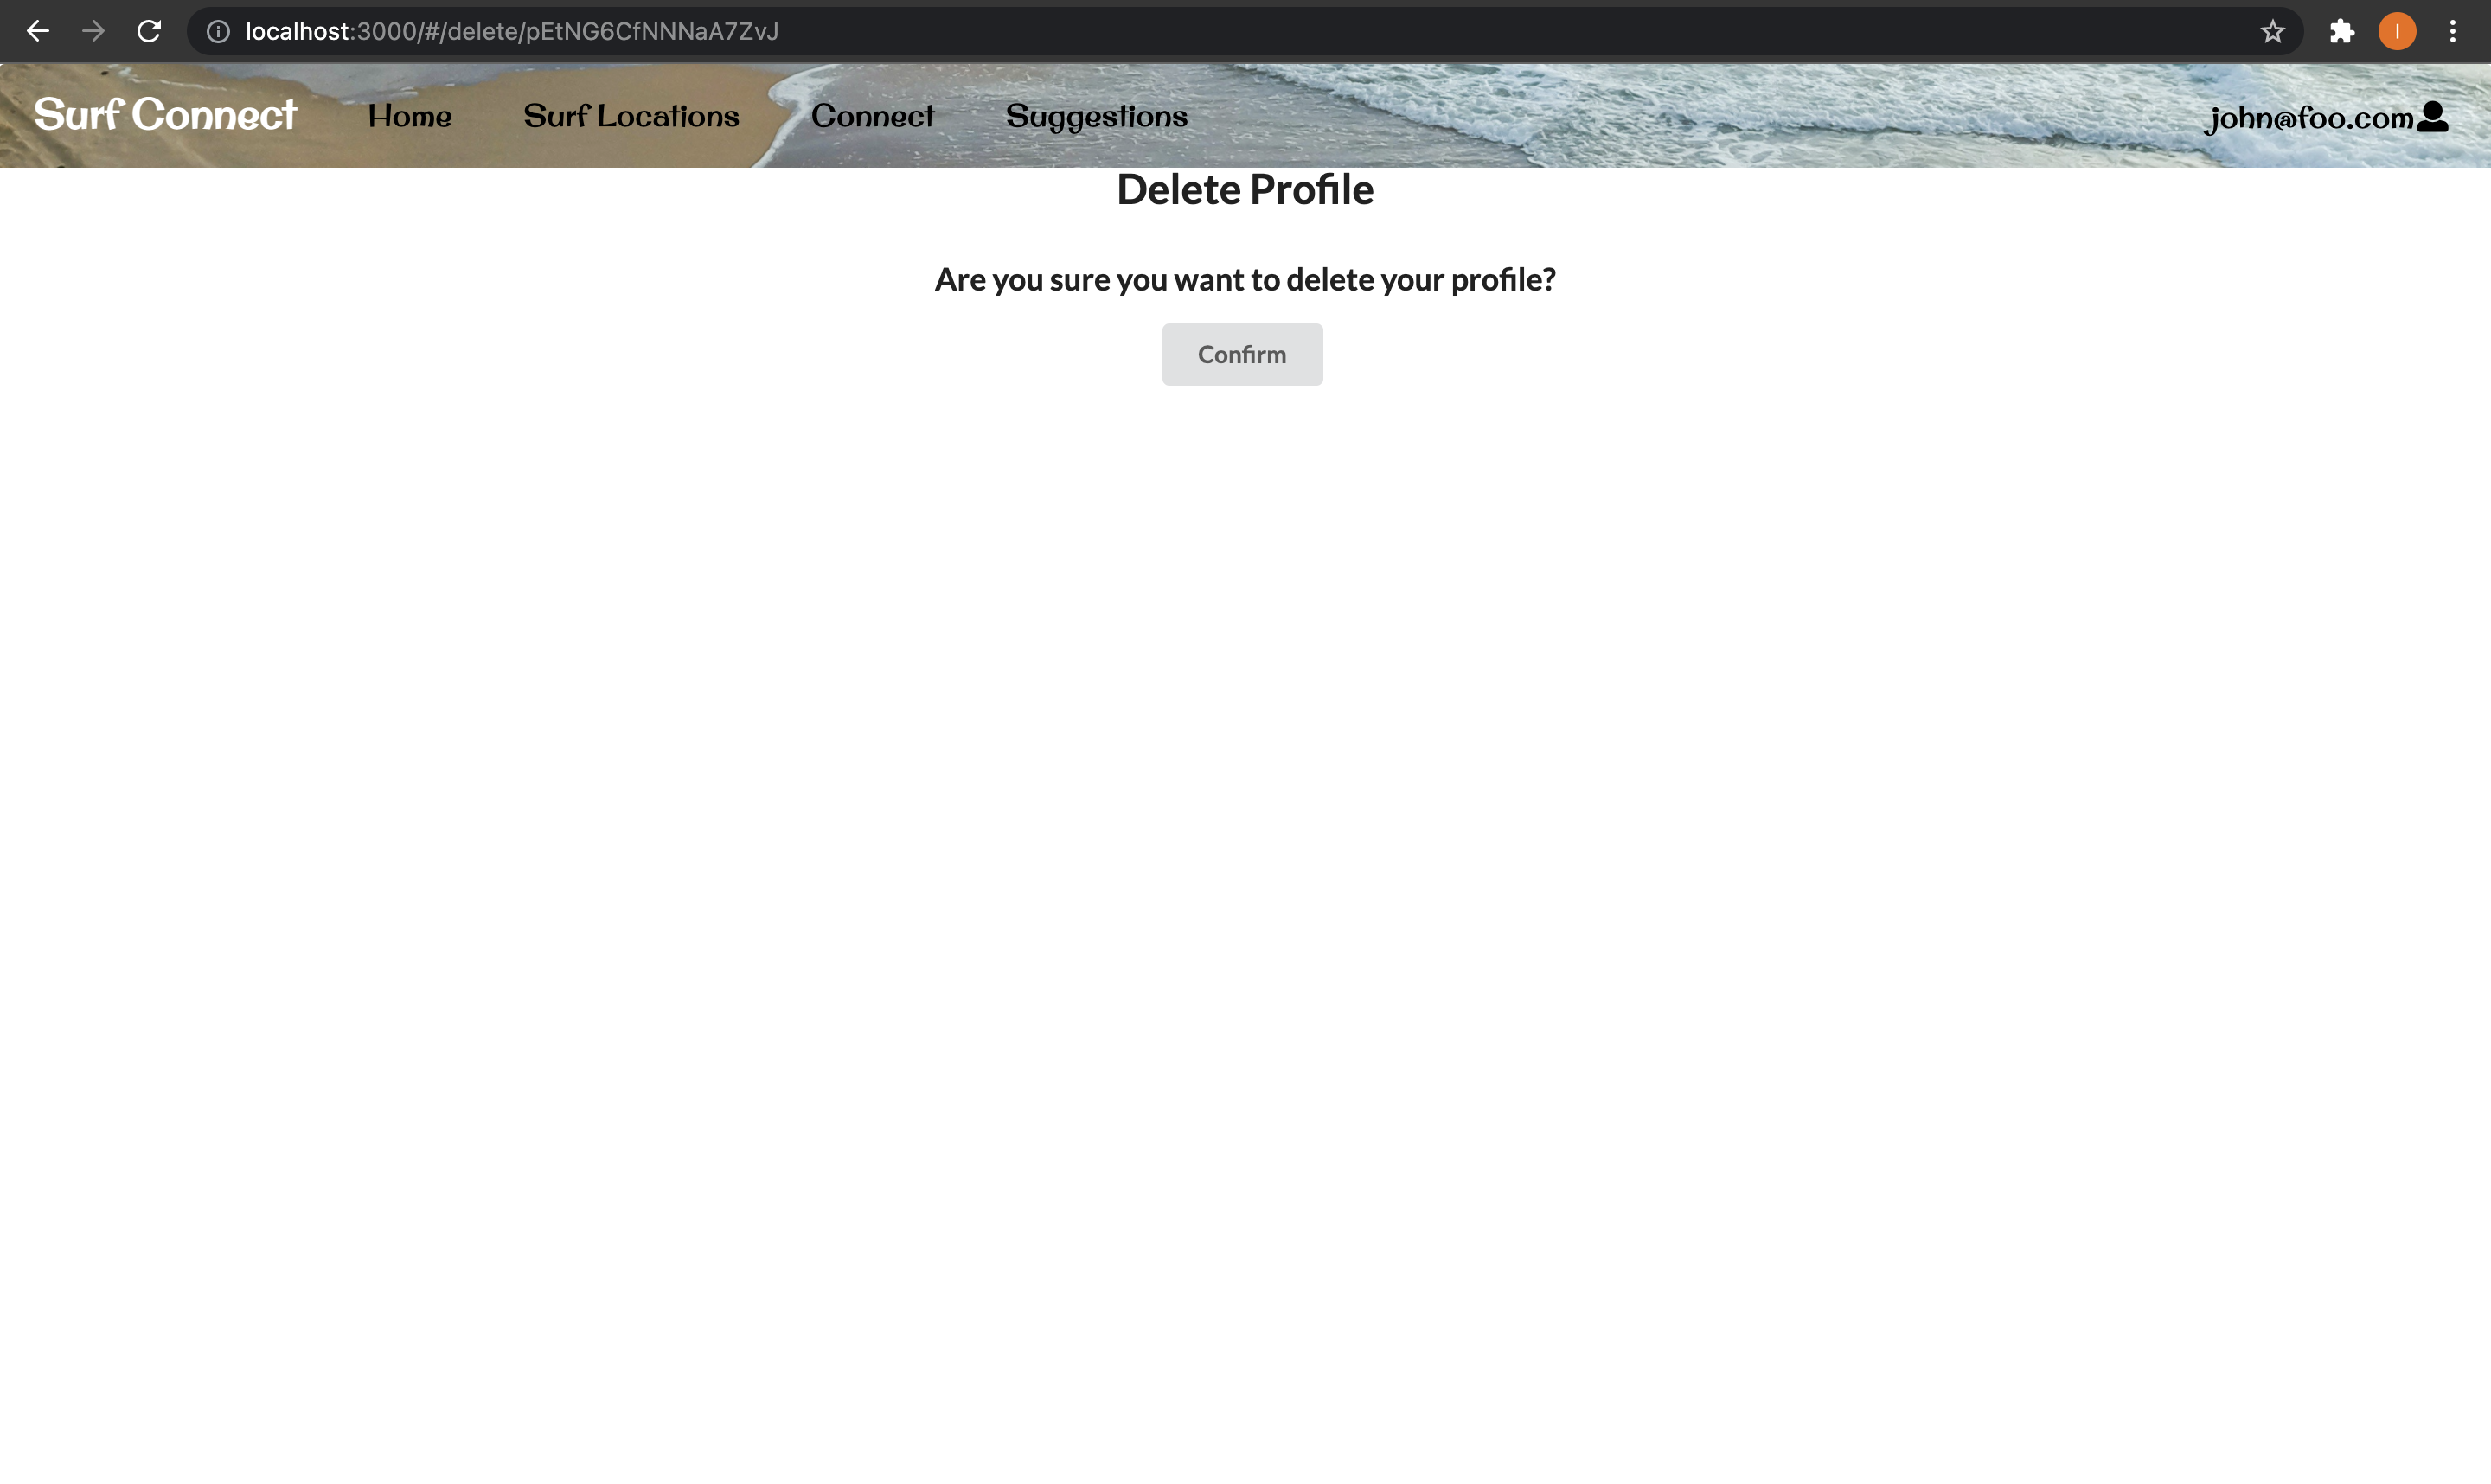 localhost:3000/#/delete/pEtNG6CfNNNaA7ZvJ
I
Surf Connect Home Surf Locations Connect Suggestions john@foo.com
Delete Profile
Are you sure you want to delete your profile?
Confirm